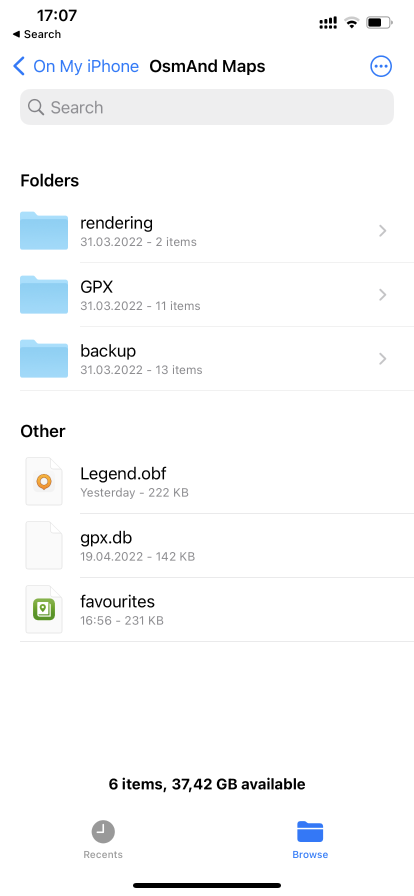 17:07
Search
On My iPhone OsmAnd Maps
Search
Folders
rendering
31.03.2022 - 2 items
GPX
31.03.2022 - 11 items
backup
31.03.2022 - 13 items
Other
Legend.obf
Yesterday - 222 KB
gpx.db
19.04.2022 - 142 KB
favourites
16:56 - 231 KB
6 items, 37,42 GB available
Recents
Browse